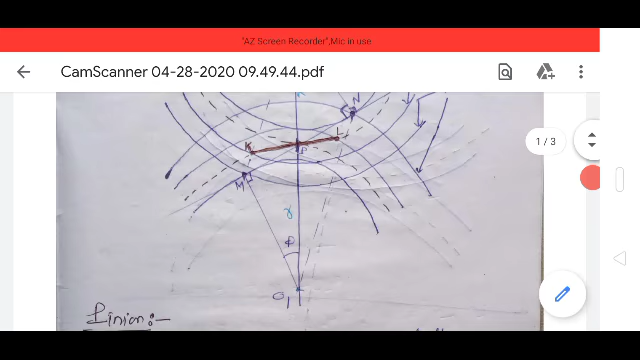 "AZ Screen Recorder",Mic in use
CamScanner 04-28-2020 09.49.44.pdf
1 / 3
N
K
L
P
M
r
ϕ
O1
Pinion:-